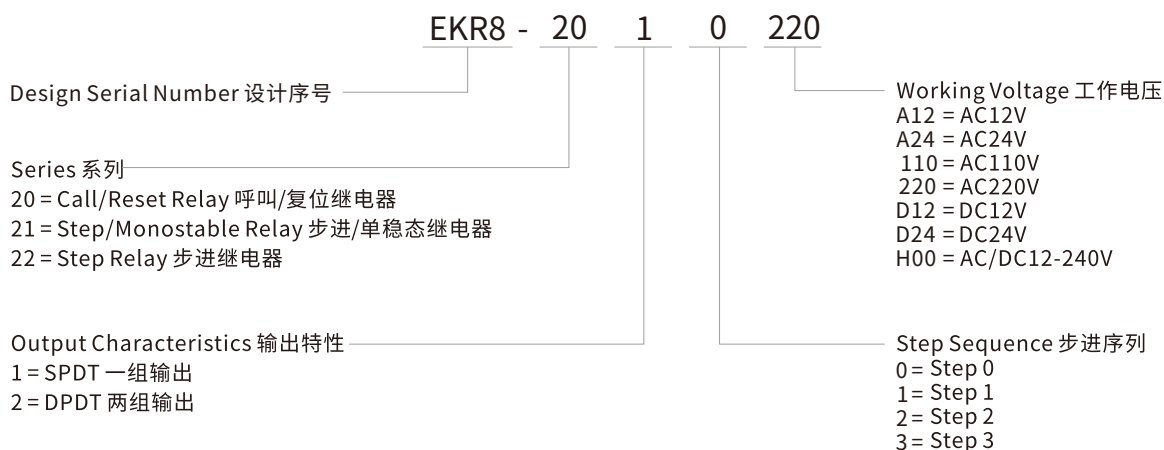 EKR8 - 20 1 0 220
Design Serial Number 设计序号
Series 系列
20 = Call/Reset Relay 呼叫/复位继电器
21 = Step/Monostable Relay 步进/单稳态继电器
22 = Step Relay 步进继电器
Output Characteristics 输出特性
1 = SPDT 一组输出
2 = DPDT 两组输出
Working Voltage 工作电压
A12 = AC12V
A24 = AC24V
110 = AC110V
220 = AC220V
D12 = DC12V
D24 = DC24V
H00 = AC/DC12-240V
Step Sequence 步进序列
0 = Step 0
1 = Step 1
2 = Step 2
3 = Step 3